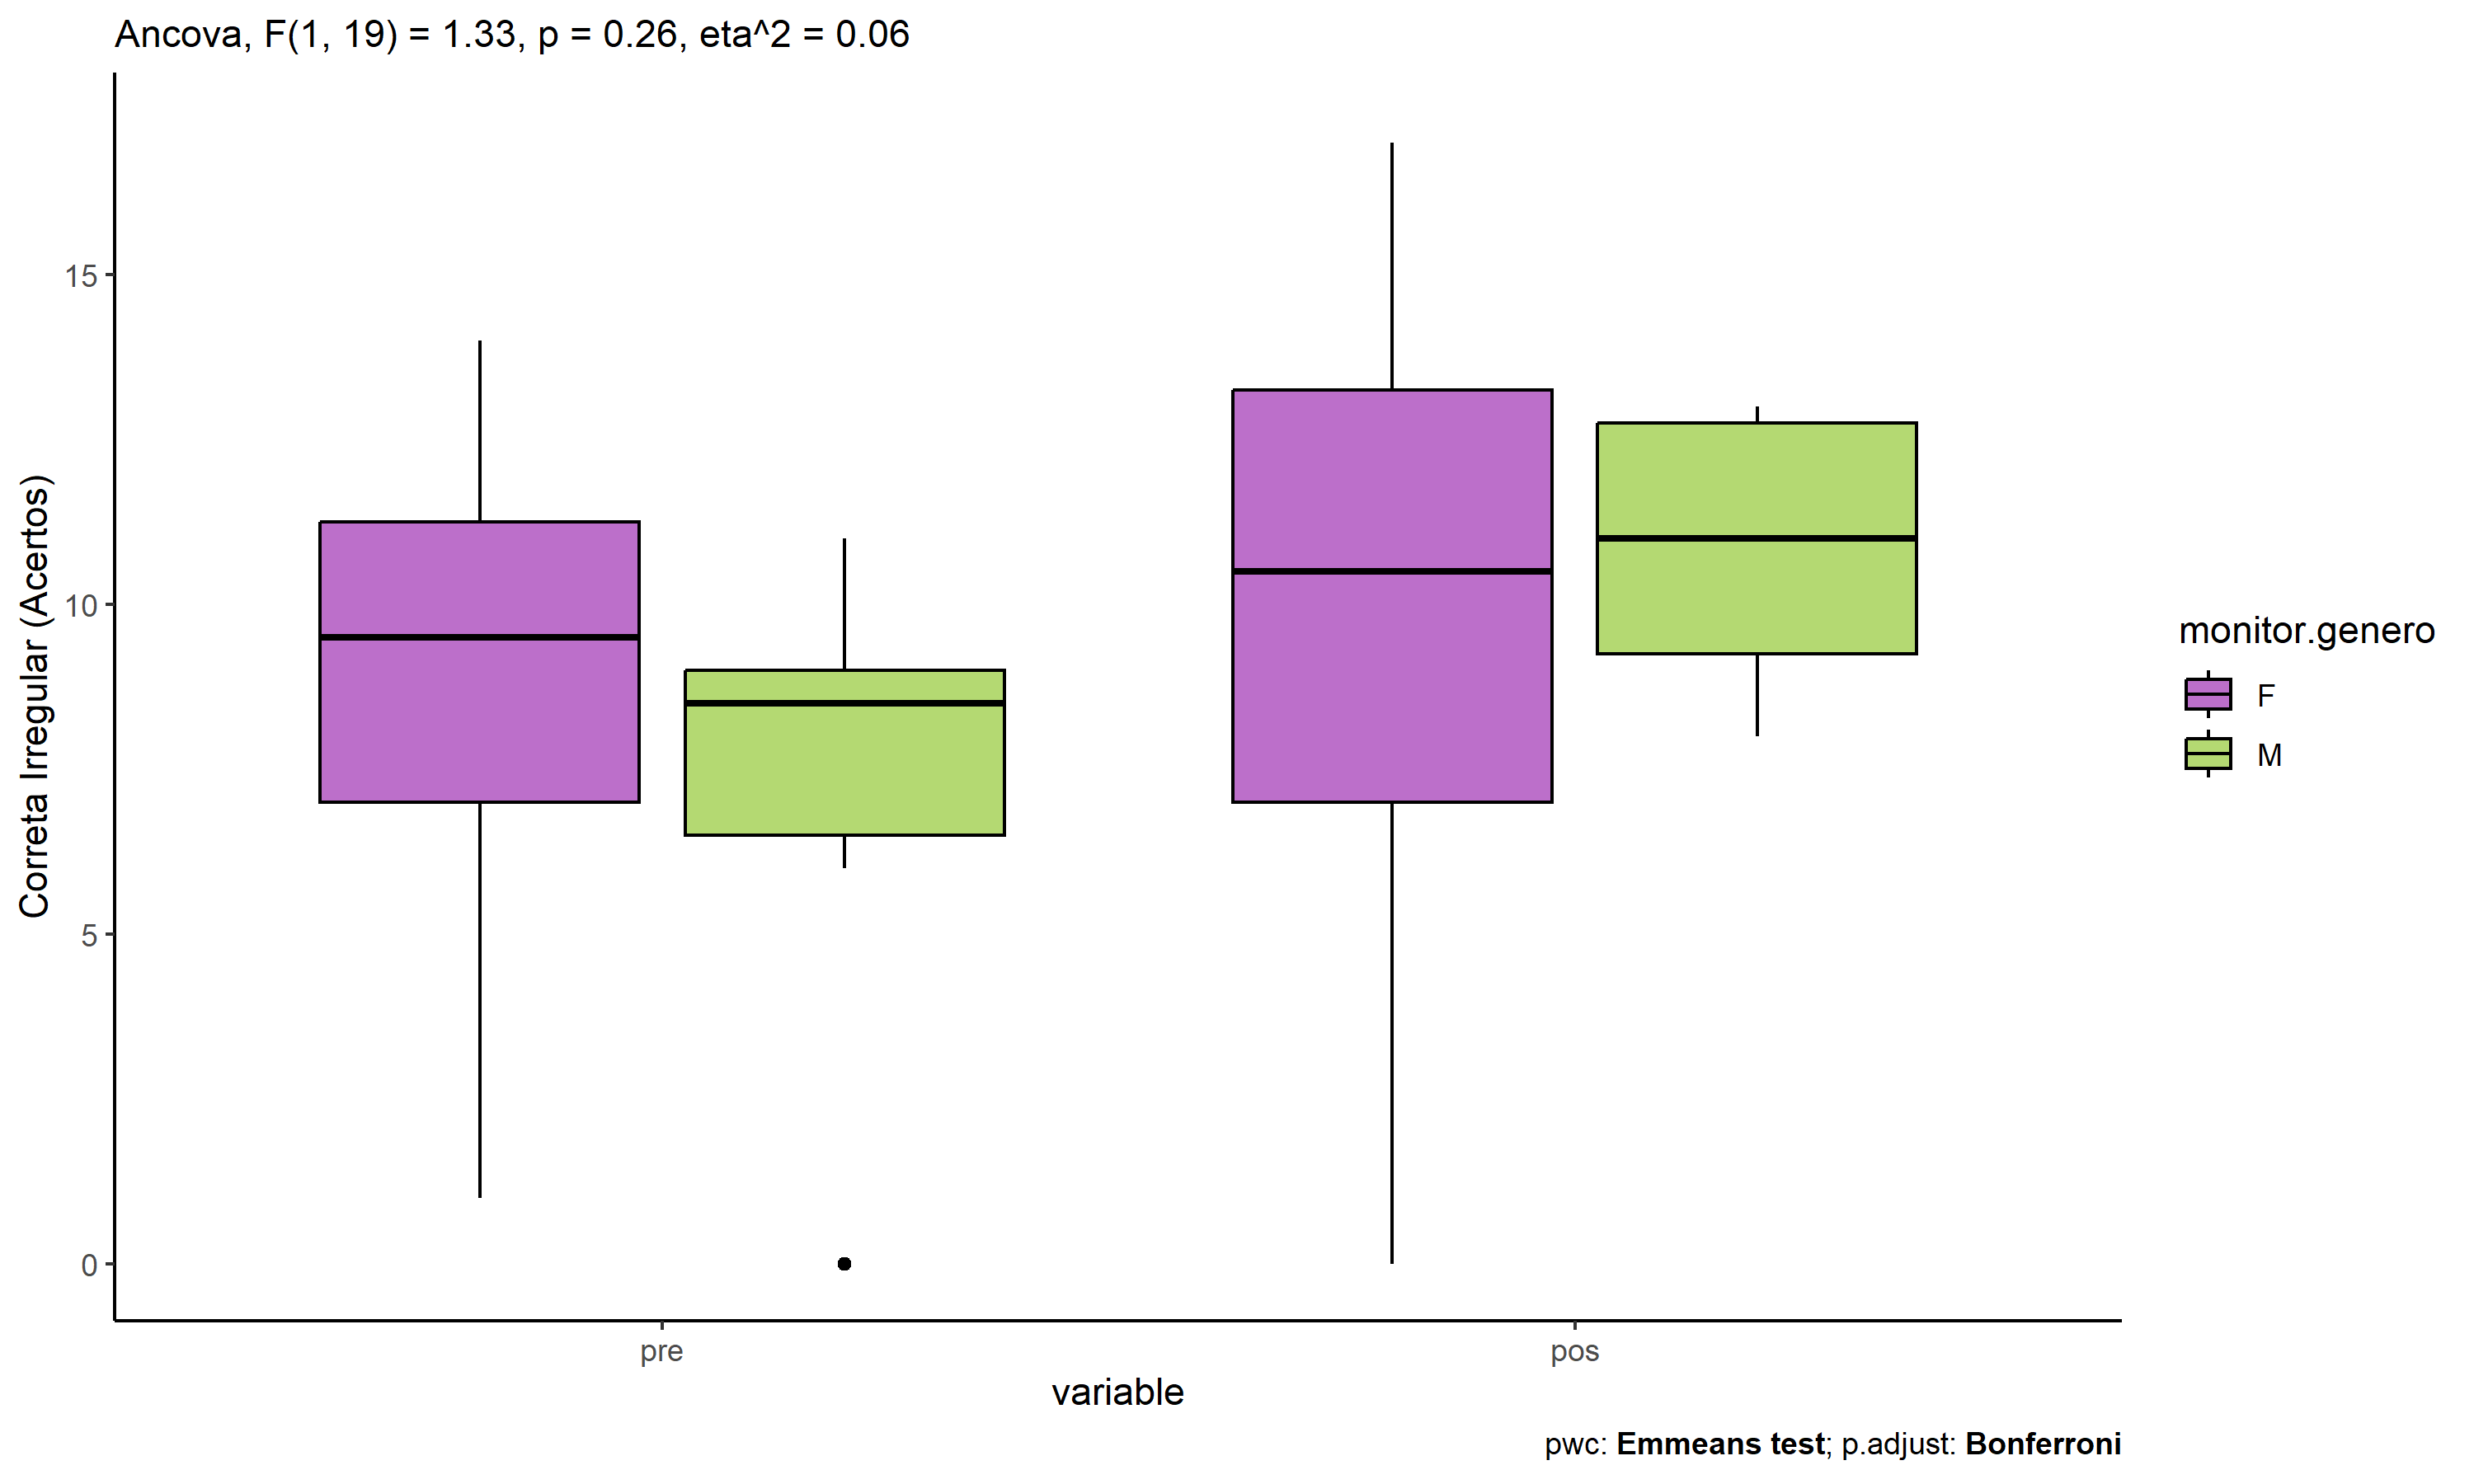 Ancova, F(1, 19) = 1.33, p = 0.26, eta^2 = 0.06
Correta Irregular (Acertos)
15
10
5
0
pre
pos
variable
monitor.genero
F
M
pwc: Emmeans test; p.adjust: Bonferroni